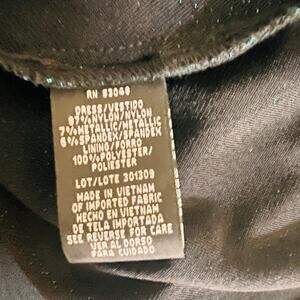 RN 83068
DRESS/VESTIDO
87%NYLON/NYLON
7%METALLIC/METALLIC
6%SPANDEX/SPANDEX
LINING/FORRO
100%POLYESTER/
POLIESTER
LOT/LOTE 301309
MADE IN VIETNAM
OF IMPORTED FABRIC
HECHO EN VIETNAM
DE TELA IMPORTADA
SEE REVERSE FOR CARE
VER AL DORSO
PARA CUIDADO